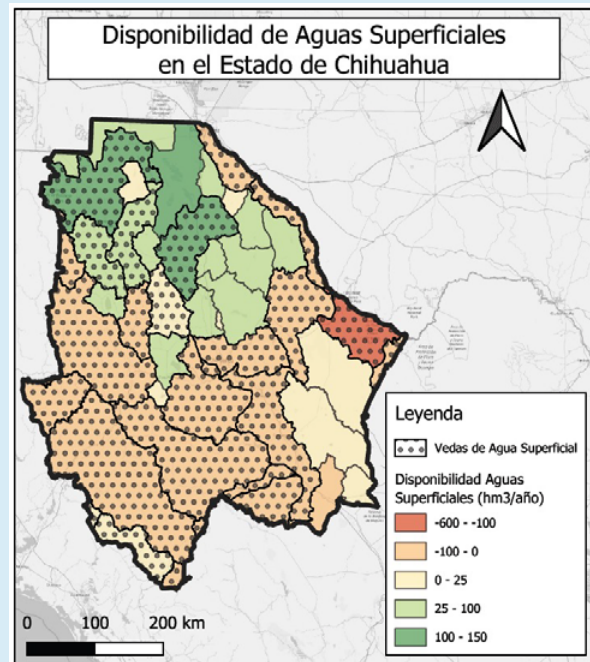 Disponibilidad de Aguas Superficiales
en el Estado de Chihuahua
Leyenda
Vedas de Agua Superficial
Disponibilidad Aguas
Superficiales (hm3/año)
-600 - -100
-100 - 0
0 - 25
25 - 100
100 - 150
0 100 200 km